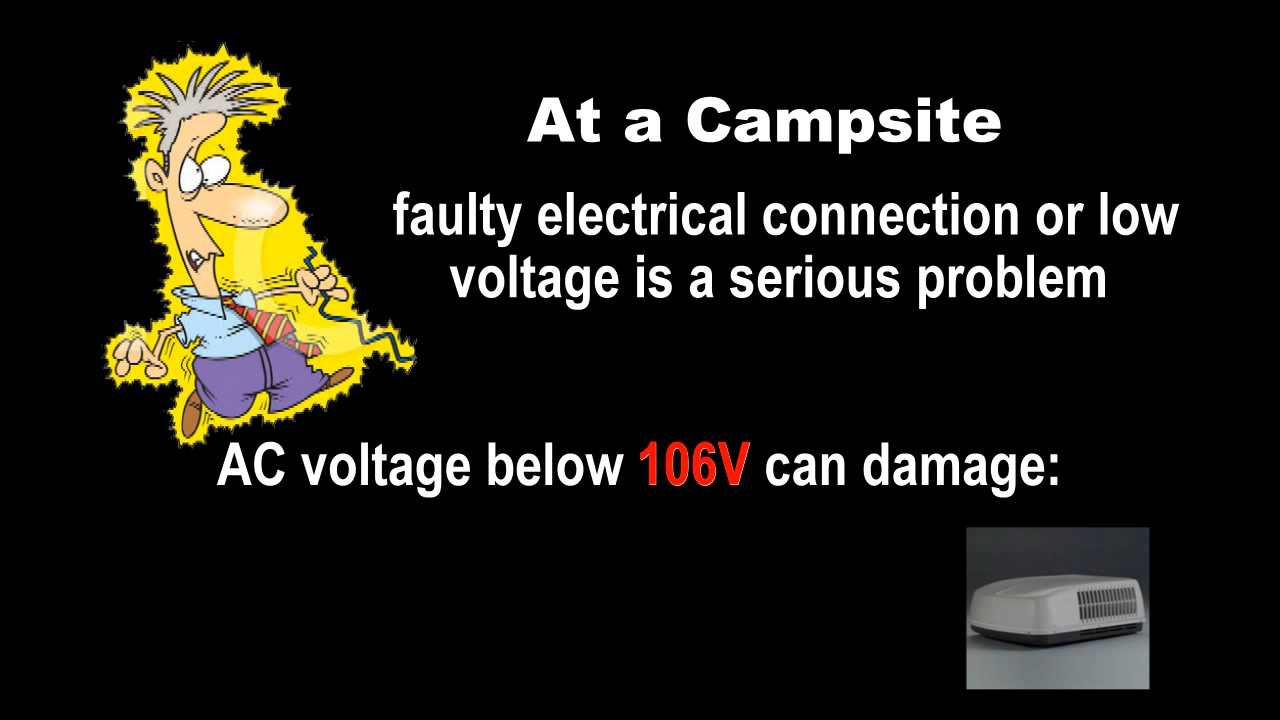 At a Campsite
faulty electrical connection or low
voltage is a serious problem
AC voltage below 106V can damage: